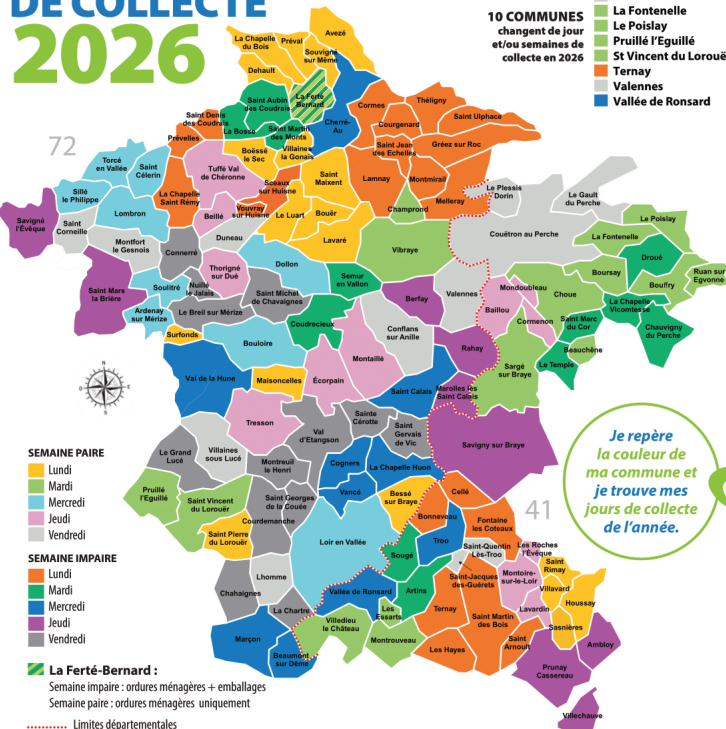 DE COLLECTE
2026
10 COMMUNES
changent de jour
et/ou semaines de
collecte en 2026
La Fontenelle
Le Poislay
Pruillé l'Eguillé
St Vincent du Lorouë
Ternay
Valennes
Vallée de Ronsard
72
La Chapelle
du Bois
Préval
Avezé
Souvigné
sur Même
Dehault
La Ferté
Bernard
Saint Aubin
des Coudrais
Cherré-
Au
Cormes
Théligny
Saint Ulphace
Courgenard
Saint Denis
des Coudrais
La Bosse
Saint Martin
des Monts
Prévelles
Boëssé
le Sec
Villaines
la Gonais
Saint Jean
des Echelles
Gréez sur Roc
Torcé
en Vallée
Saint
Célerin
Tuffé Val
de Chéronne
Sceaux
sur Huisne
Saint
Maixent
Lamnay
Montmirail
Melleray
Le Plessis
Dorin
Le Gault
du Perche
Sillé
le Philippe
La Chapelle
Saint Rémy
Lombron
Beillé
Vouvray
sur Huisne
Le Luart
Bouër
Champrond
Le Poislay
Savigné
l'Évêque
Saint
Corneille
Montfort
le Gesnois
Connerré
Duneau
Lavaré
Vibraye
Couëtron au Perche
La Fontenelle
Droué
Boursay
Bouffry
Ruan sur
Egvonne
Saint Mars
la Brière
Soulitré
Nuillé
le Jalais
Thorigné
sur Dué
Dollon
Semur
en Vallon
Saint Michel
de Chavaignes
Berfay
Valennes
Mondoubleau
Baillou
Choue
La Chapelle
Vicomtesse
Ardenay
sur Mérize
Le Breil sur Mérize
Coudrecieux
Conflans
sur Anille
Cormenon
Saint Marc
du Cor
Chauvigny
du Perche
Surfonds
Bouloire
Montaillé
Rahay
Beauchêne
Le Temple
Sargé
sur Braye
Val de la Hune
Maisoncelles
Écorpain
Saint Calais
Marolles les
Saint Calais
Tresson
Val
d'Etangson
Sainte
Cérotte
Saint
Gervais
de Vic
Savigny sur Braye
Le Grand
Lucé
Villaines
sous Lucé
Montreuil
le Henri
Cogners
La Chapelle Huon
Vancé
Bessé
sur Braye
Cellé
Pruillé
l'Eguillé
Saint Vincent
du Lorouër
Saint Georges
de la Couée
Courdemanche
Saint Pierre
du Lorouër
Loir en Vallée
Bonneveau
Fontaine
les Coteaux
41
Troo
Sougé
Saint-Quentin
Lès-Troo
Les Roches
l'Évêque
Saint
Rimay
Lhomme
Chahaignes
La Chartre
Vallée de Ronsard
Artins
Saint-Jacques
des-Guérets
Montoire-
sur-le-Loir
Villavard
Houssay
Lavardin
Sasnières
Les
Essarts
Ternay
Saint Martin
des Bois
Saint
Arnoult
Ambloy
Marçon
Beaumont
sur Dême
Villedieu
le Château
Montrouveau
Les Hayes
Prunay
Cassereau
Villechauve
N
O
E
S
SEMAINE PAIRE
Lundi
Mardi
Mercredi
Jeudi
Vendredi
SEMAINE IMPAIRE
Lundi
Mardi
Mercredi
Jeudi
Vendredi
Je repère
la couleur de
ma commune et
je trouve mes
jours de collecte
de l'année.
La Ferté-Bernard :
Semaine impaire : ordures ménagères + emballages
Semaine paire : ordures ménagères uniquement
Limites départementales